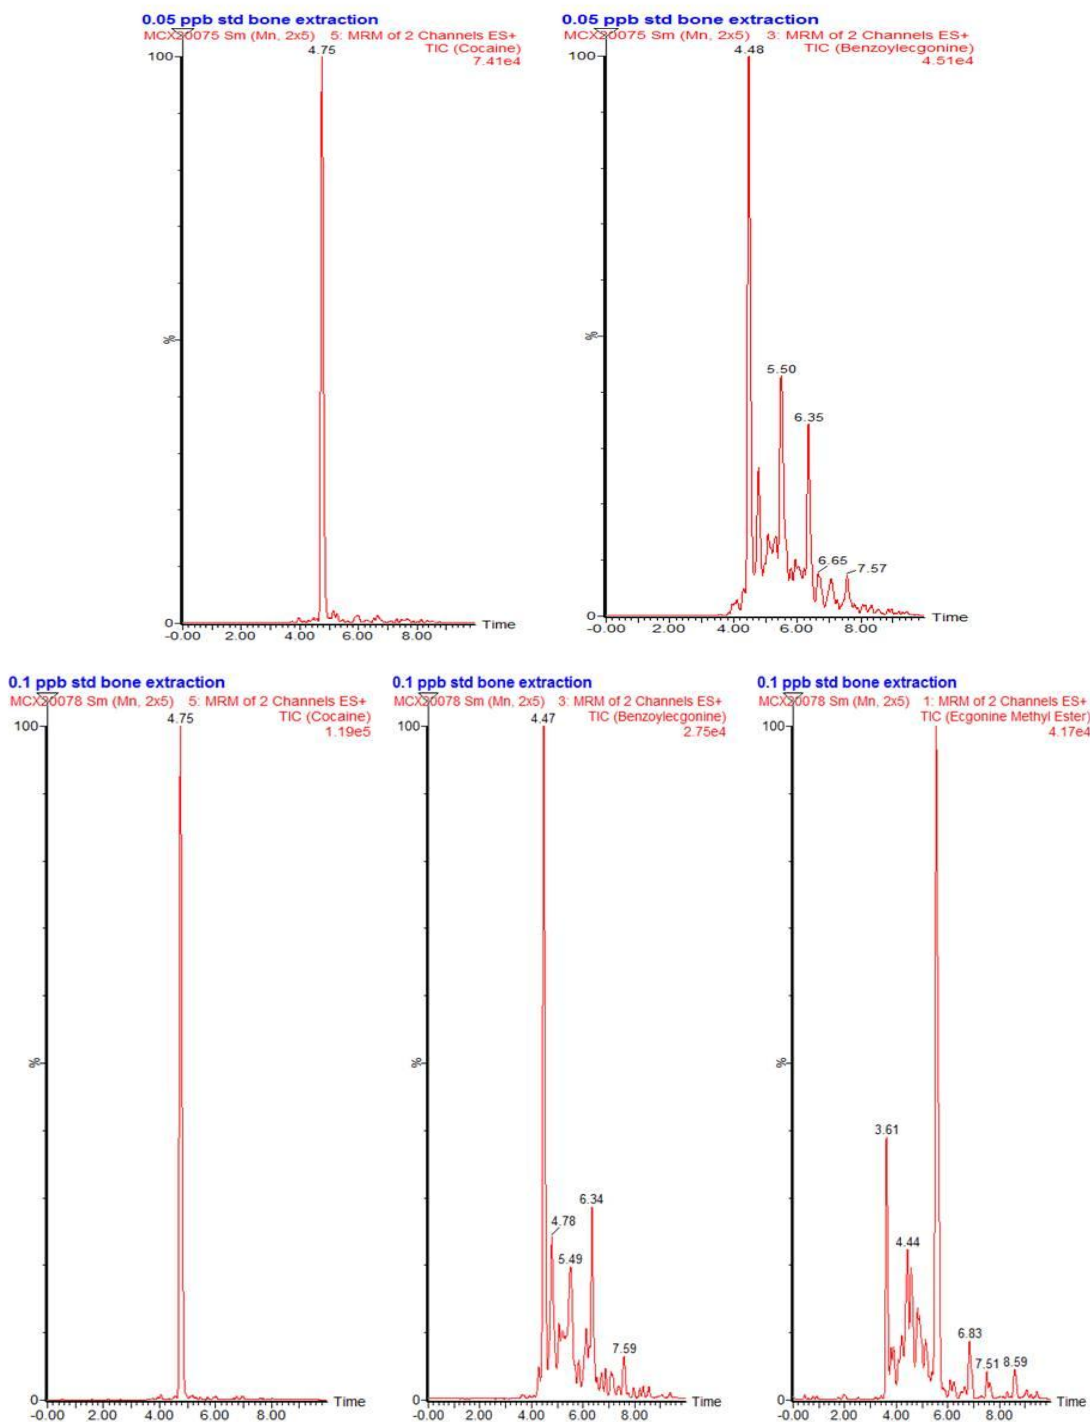 0.05 ppb std bone extraction
MCX20075 Sm (Mn, 2x5) 5: MRM of 2 Channels ES+
TIC (Cocaine)
7.41e4
4.75
100
%
0
-0.00 2.00 4.00 6.00 8.00 Time
0.05 ppb std bone extraction
MCX20075 Sm (Mn, 2x5) 3: MRM of 2 Channels ES+
TIC (Benzoylecgonine)
4.51e4
4.48
100
%
5.50
6.35
6.65
7.57
0
-0.00 2.00 4.00 6.00 8.00 Time
0.1 ppb std bone extraction
MCX20078 Sm (Mn, 2x5) 5: MRM of 2 Channels ES+
TIC (Cocaine)
1.19e5
4.75
100
%
0
-0.00 2.00 4.00 6.00 8.00 Time
0.1 ppb std bone extraction
MCX20078 Sm (Mn, 2x5) 3: MRM of 2 Channels ES+
TIC (Benzoylecgonine)
2.75e4
4.47
100
%
6.34
4.78
5.49
7.59
0
-0.00 2.00 4.00 6.00 8.00 Time
0.1 ppb std bone extraction
MCX20078 Sm (Mn, 2x5) 1: MRM of 2 Channels ES+
TIC (Ecgonine Methyl Ester)
4.17e4
100
%
3.61
4.44
6.83
7.51
8.59
0
-0.00 2.00 4.00 6.00 8.00 Time